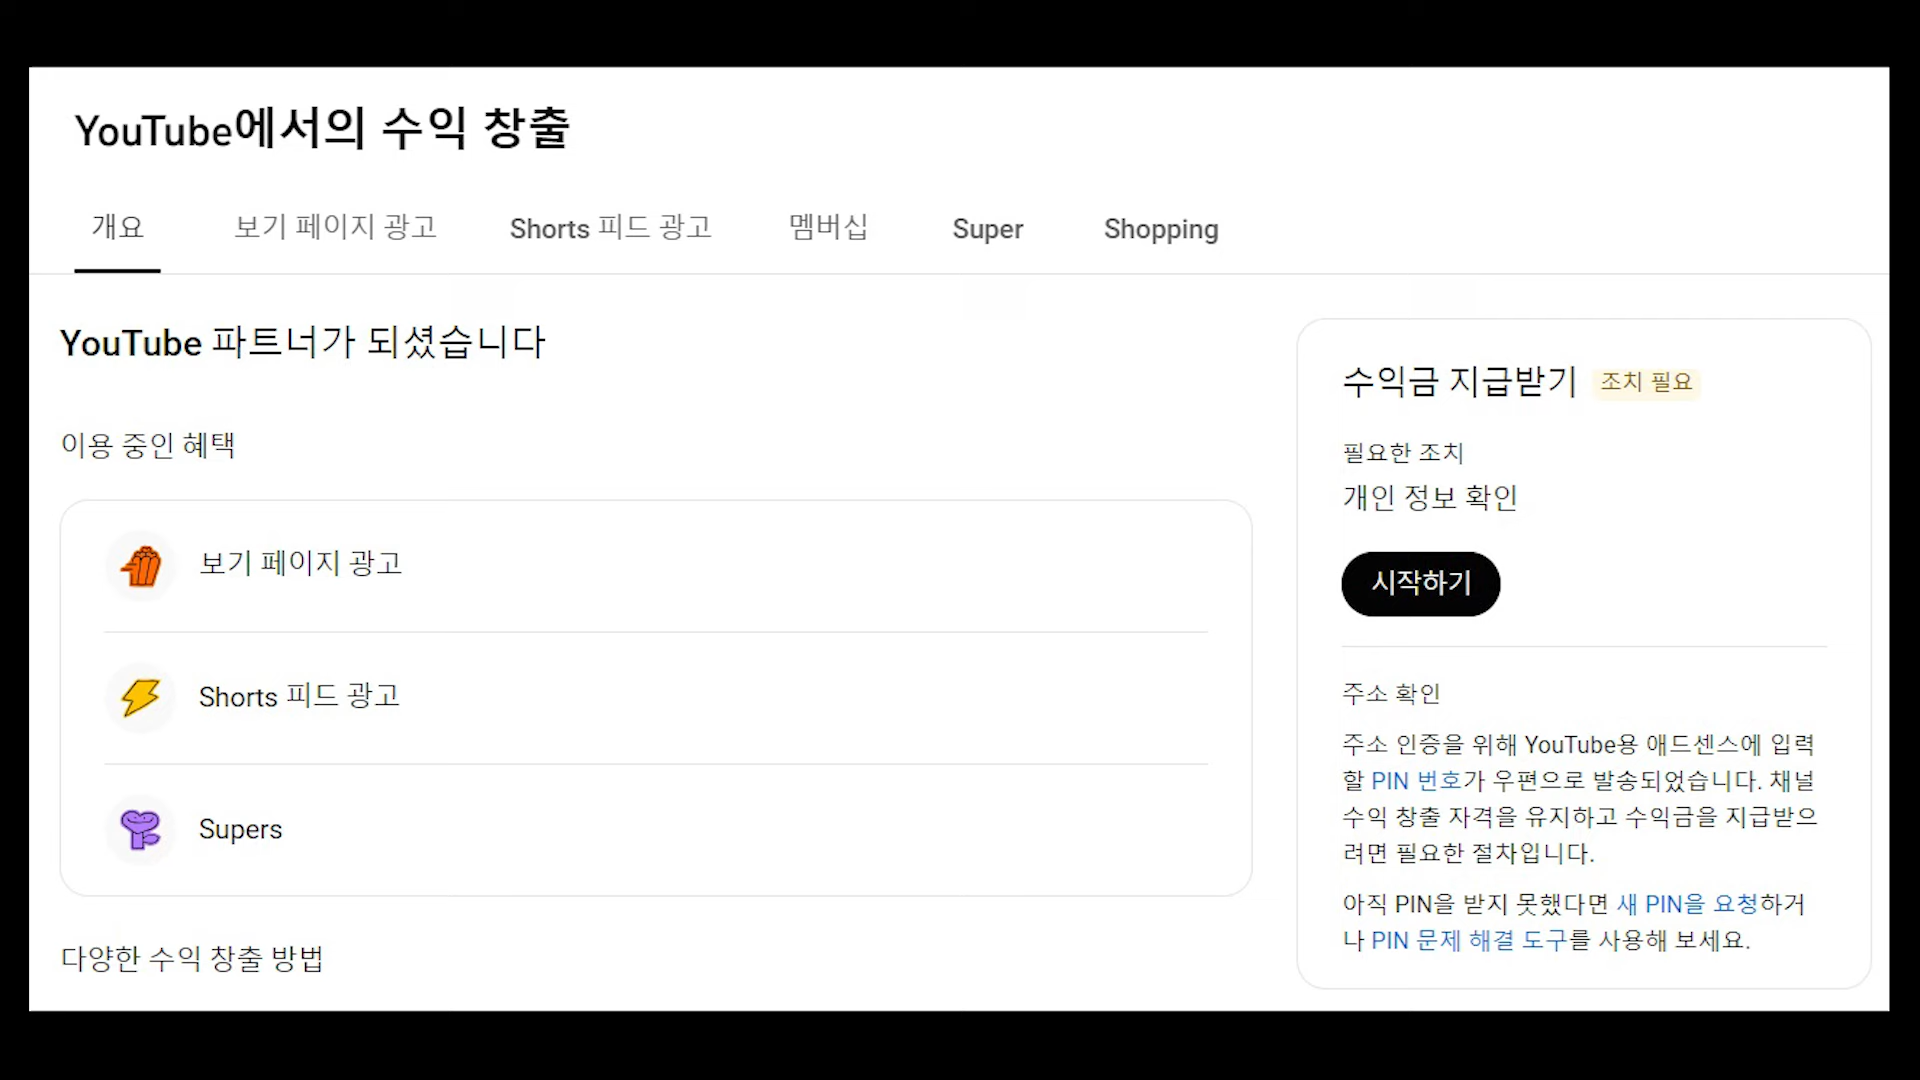 YouTube에서의 수익 창출
개요 보기 페이지 광고 Shorts 피드 광고 멤버십 Super Shopping
YouTube 파트너가 되셨습니다
이용 중인 혜택
보기 페이지 광고
Shorts 피드 광고
Supers
다양한 수익 창출 방법
수익금 지급받기 조치 필요
필요한 조치
개인 정보 확인
시작하기
주소 확인
주소 인증을 위해 YouTube용 애드센스에 입력
할 PIN 번호가 우편으로 발송되었습니다. 채널
수익 창출 자격을 유지하고 수익금을 지급받으
려면 필요한 절차입니다.
아직 PIN을 받지 못했다면 새 PIN을 요청하거
나 PIN 문제 해결 도구를 사용해 보세요.